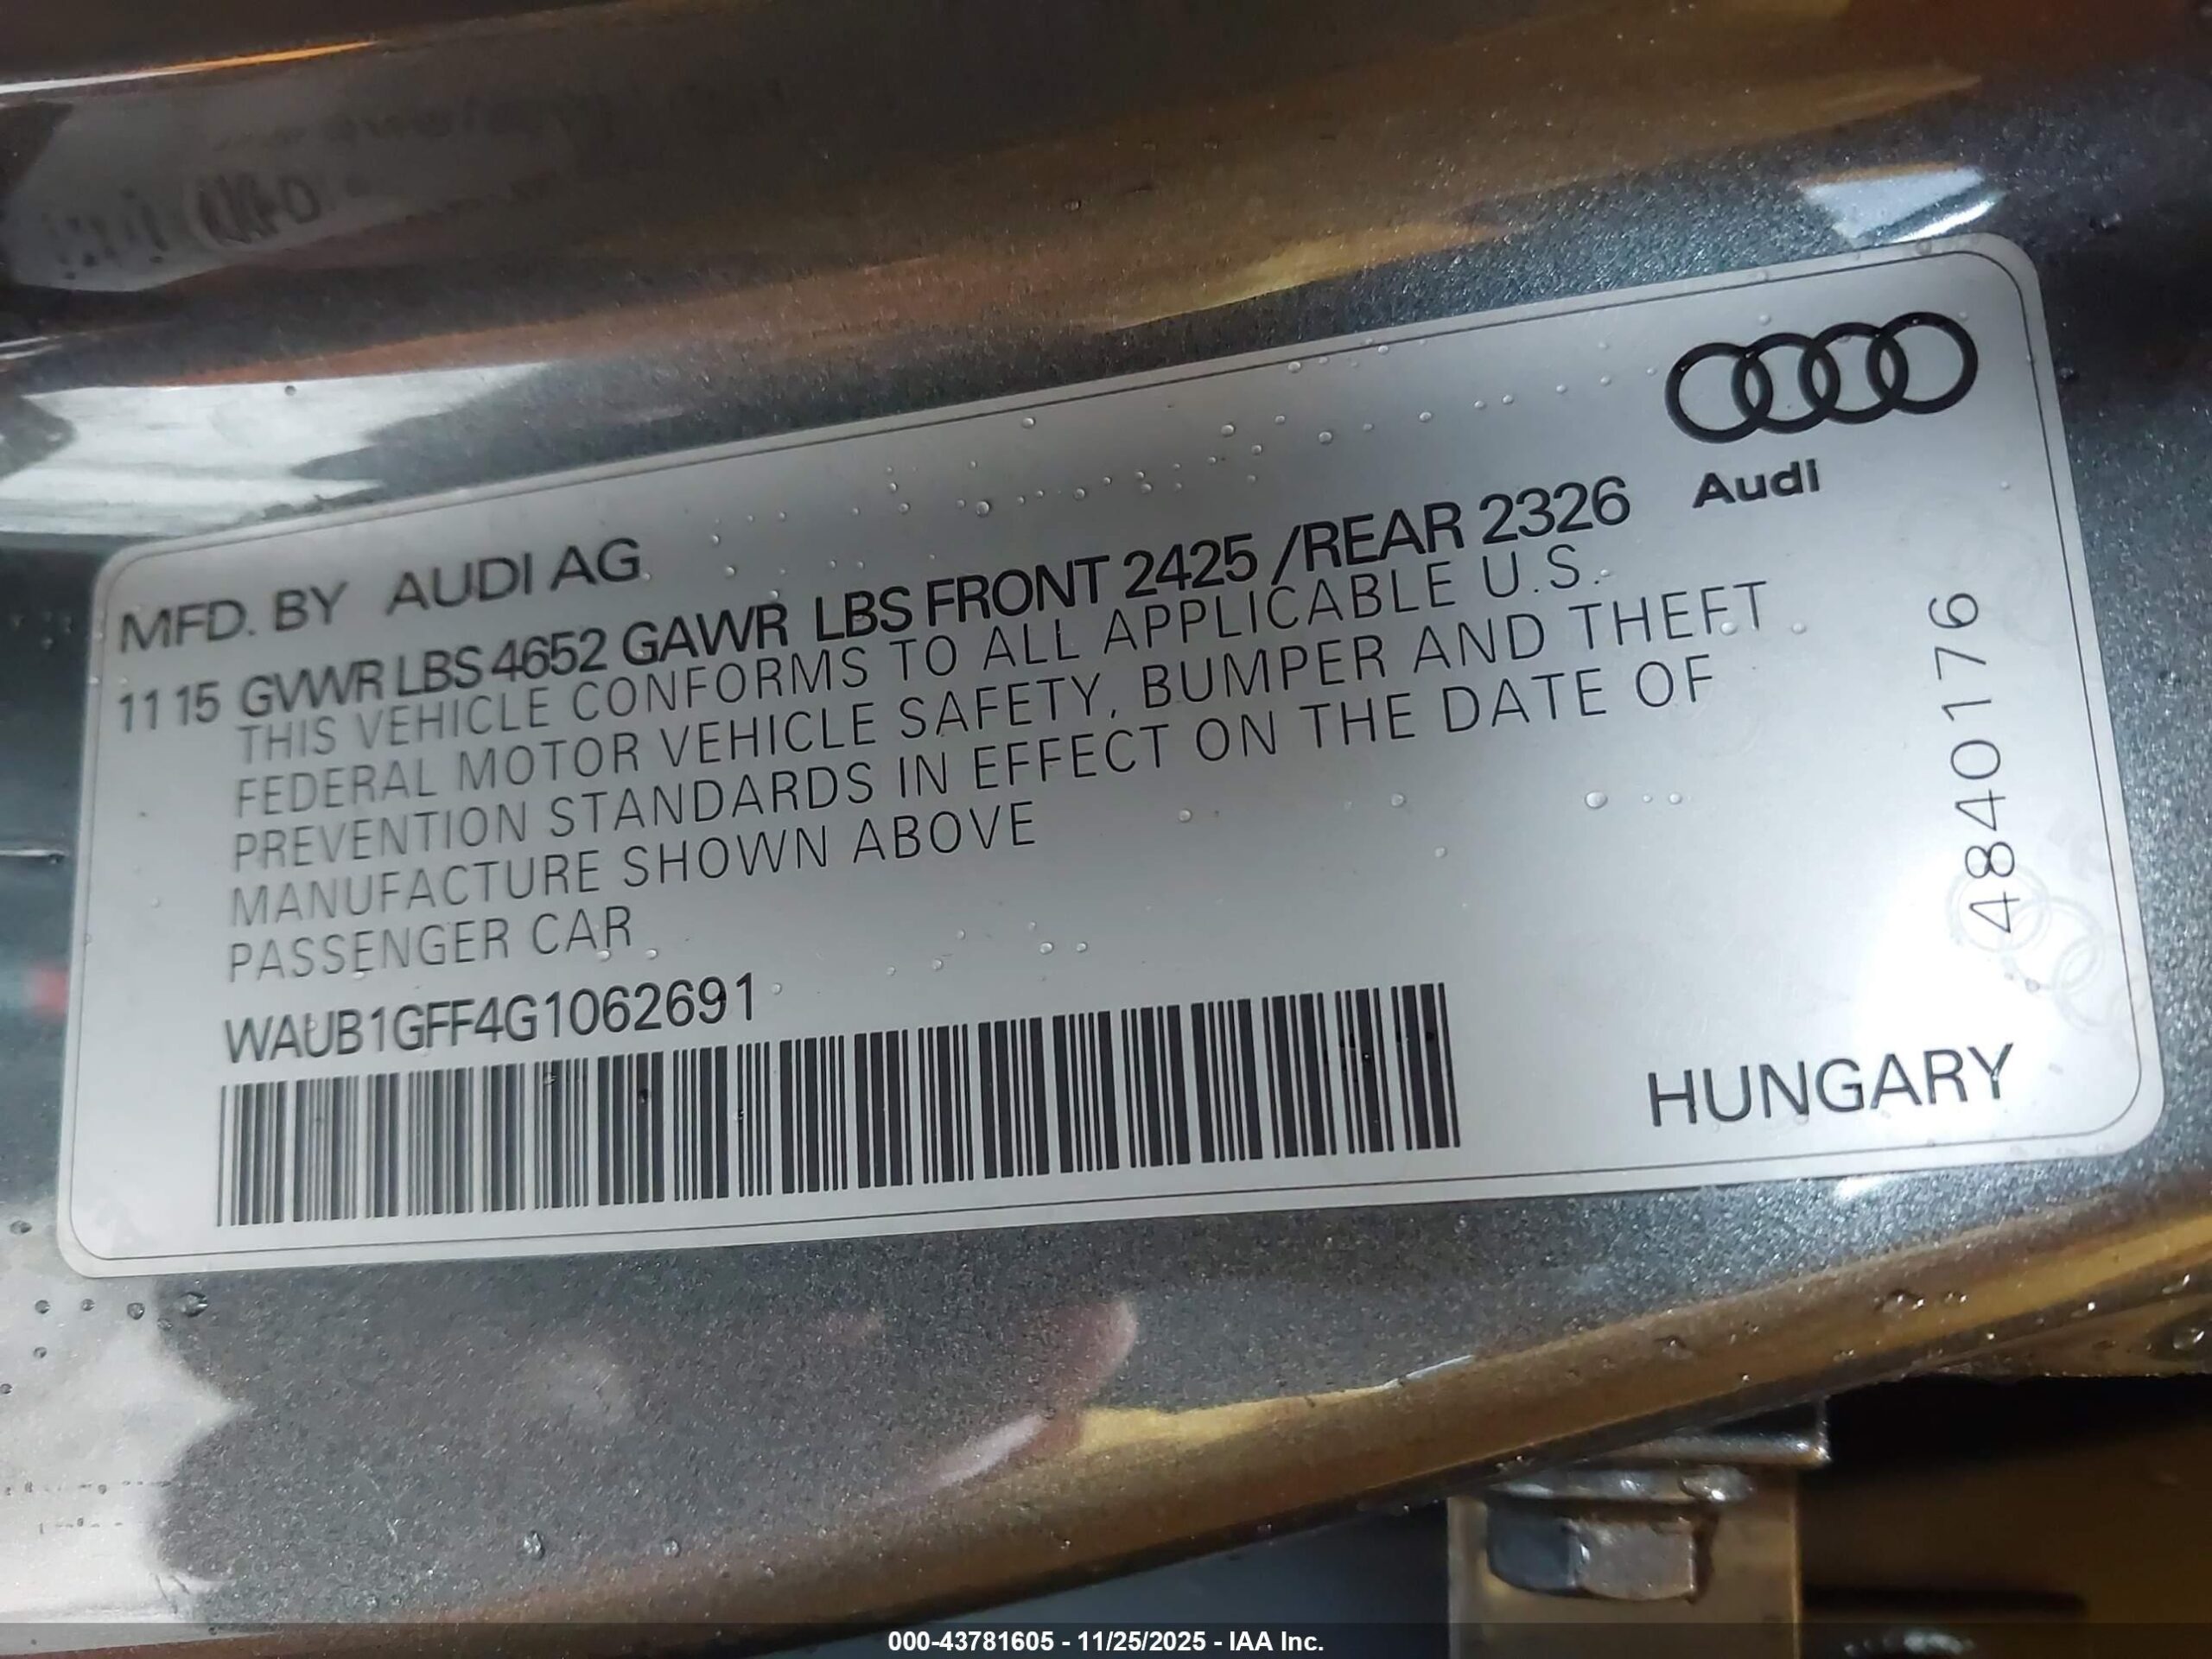 Audi
MFD. BY AUDI AG
11 15 GVWR LBS 4652 GAWR LBS FRONT 2425 /REAR 2326
THIS VEHICLE CONFORMS TO ALL APPLICABLE U.S.
FEDERAL MOTOR VEHICLE SAFETY, BUMPER AND THEFT
PREVENTION STANDARDS IN EFFECT ON THE DATE OF
MANUFACTURE SHOWN ABOVE
PASSENGER CAR
WAUB1GFF4G1062691
4840176
HUNGARY
000-43781605 - 11/25/2025 - IAA Inc.